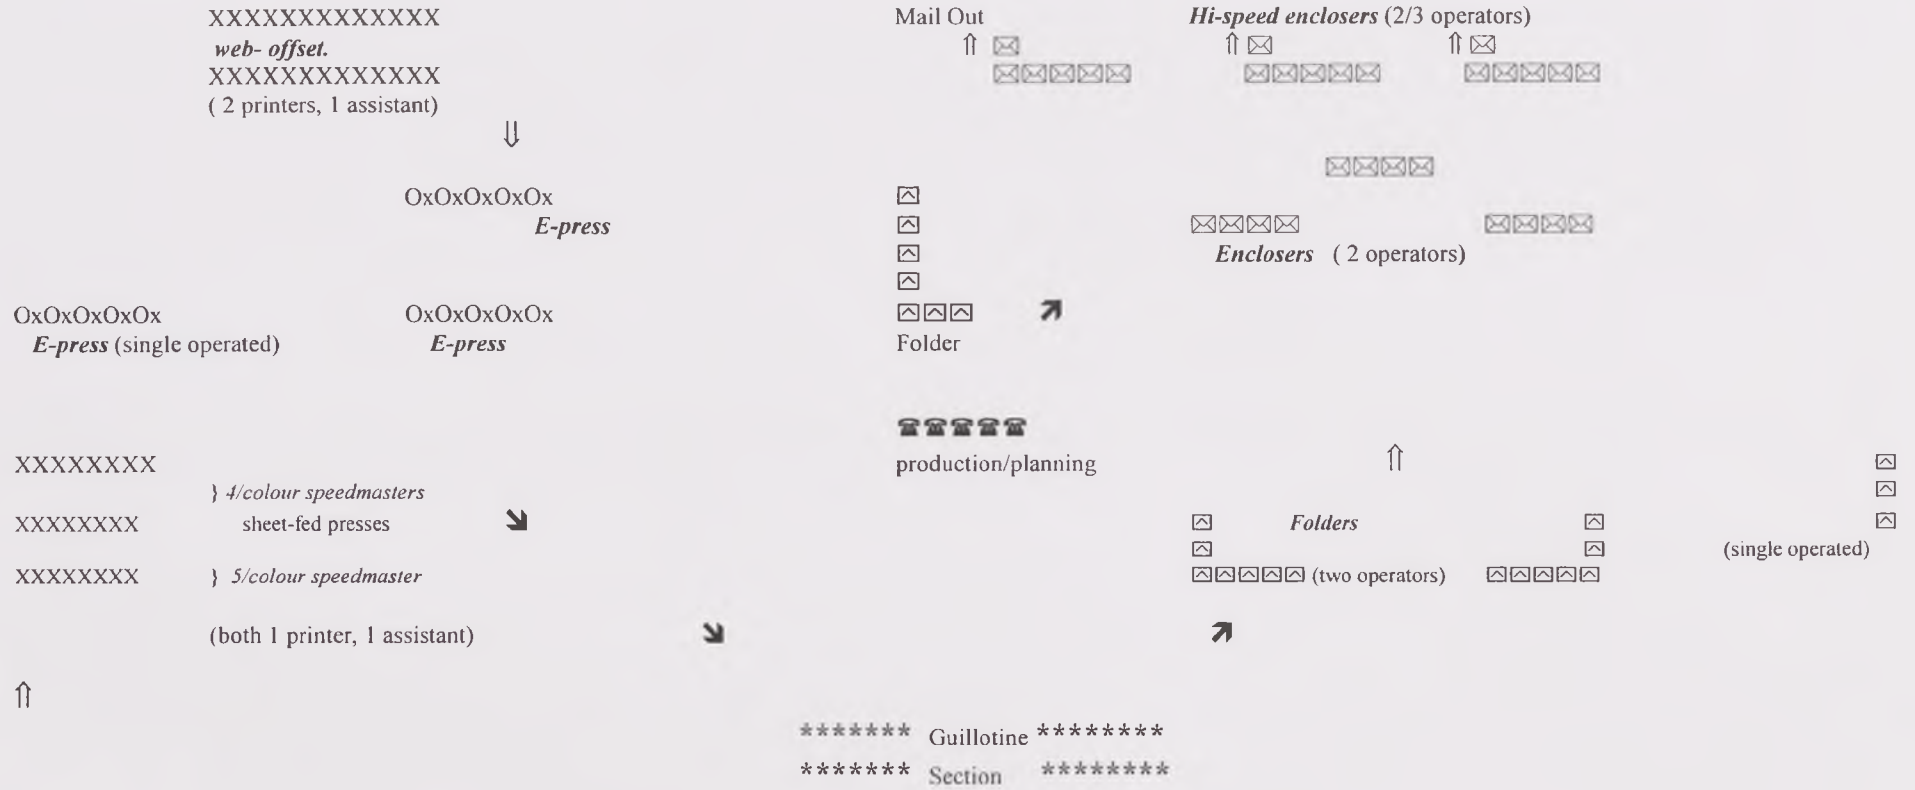 XXXXXXXXXXXXX Mail Out Hi-speed enclosers (2/3 operators)
web- offset. ⇑ ✉ ⇑ ✉ ⇑ ✉
XXXXXXXXXXXXX ✉✉✉✉✉ ✉✉✉✉✉ ✉✉✉✉✉
( 2 printers, 1 assistant)
⇓
✉✉✉✉
OxOxOxOxOx
E-press ✉✉✉✉ ✉✉✉✉
Enclosers ( 2 operators)
OxOxOxOxOx OxOxOxOxOx
E-press (single operated) E-press Folder
☎☎☎☎☎
XXXXXXXX production/planning ⇑
} 4/colour speedmasters
XXXXXXXX sheet-fed presses Folders
(single operated)
XXXXXXXX } 5/colour speedmaster (two operators)
(both 1 printer, 1 assistant)
⇑
******* Guillotine ********
******* Section ********